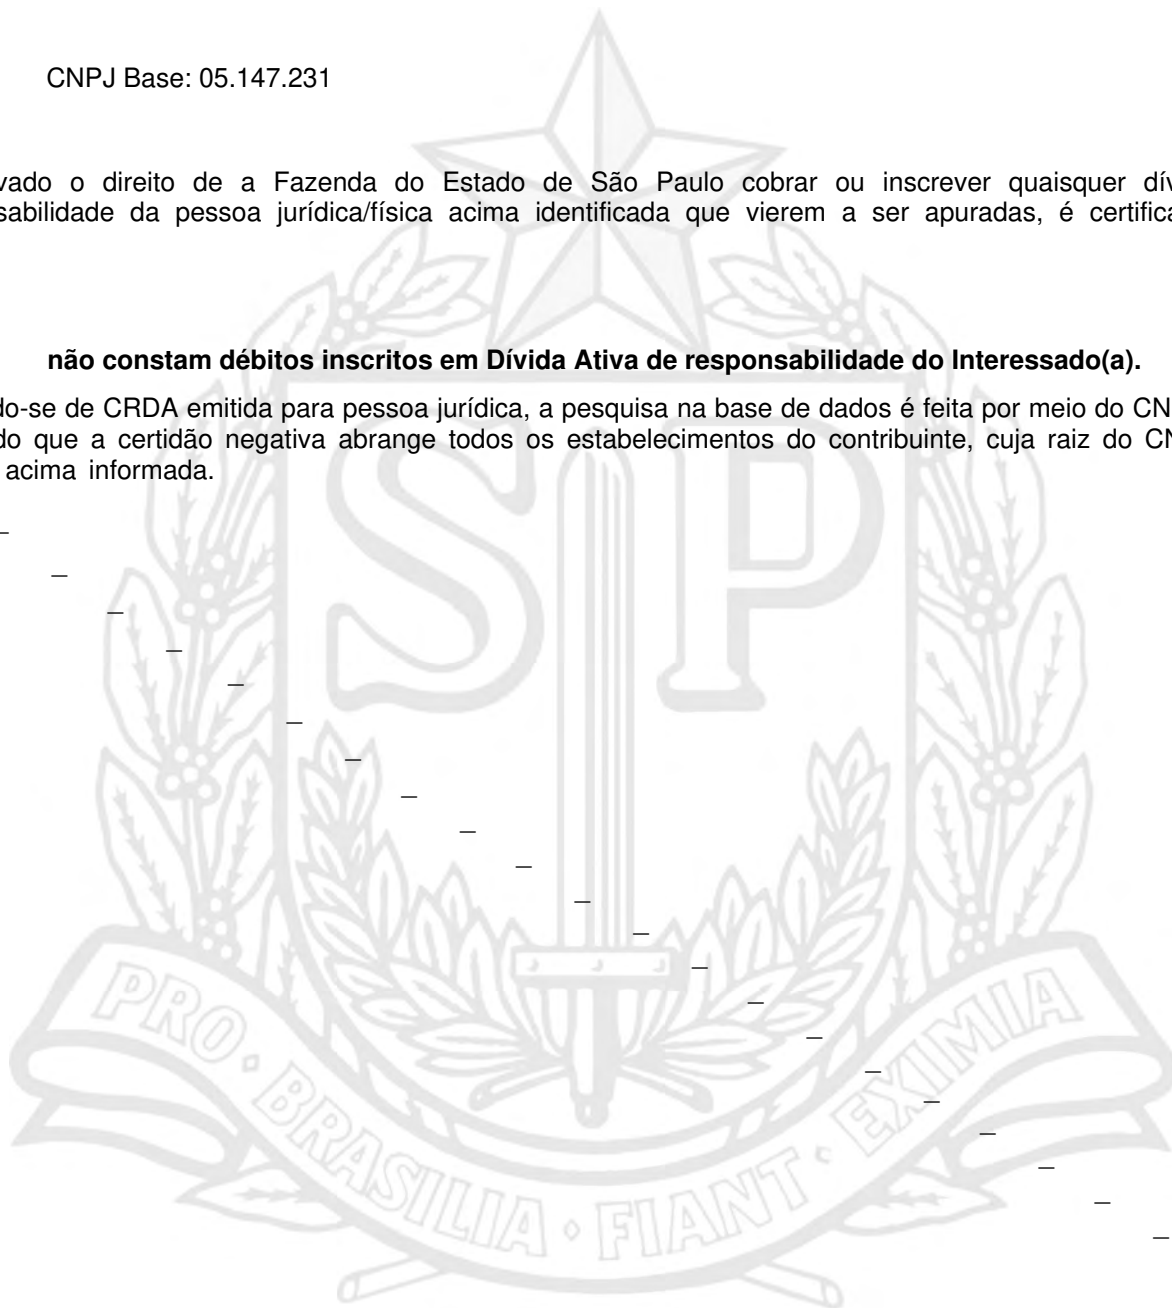 CNPJ Base: 05.147.231
vado o direito de a Fazenda do Estado de São Paulo cobrar ou inscrever quaisquer dív
sabilidade da pessoa jurídica/física acima identificada que vierem a ser apuradas, é certifica
não constam débitos inscritos em Dívida Ativa de responsabilidade do Interessado(a).
do-se de CRDA emitida para pessoa jurídica, a pesquisa na base de dados é feita por meio do CN
do que a certidão negativa abrange todos os estabelecimentos do contribuinte, cuja raiz do CN
acima informada.
SP
PRO • BRASILIA • FIANT • EXIMIA